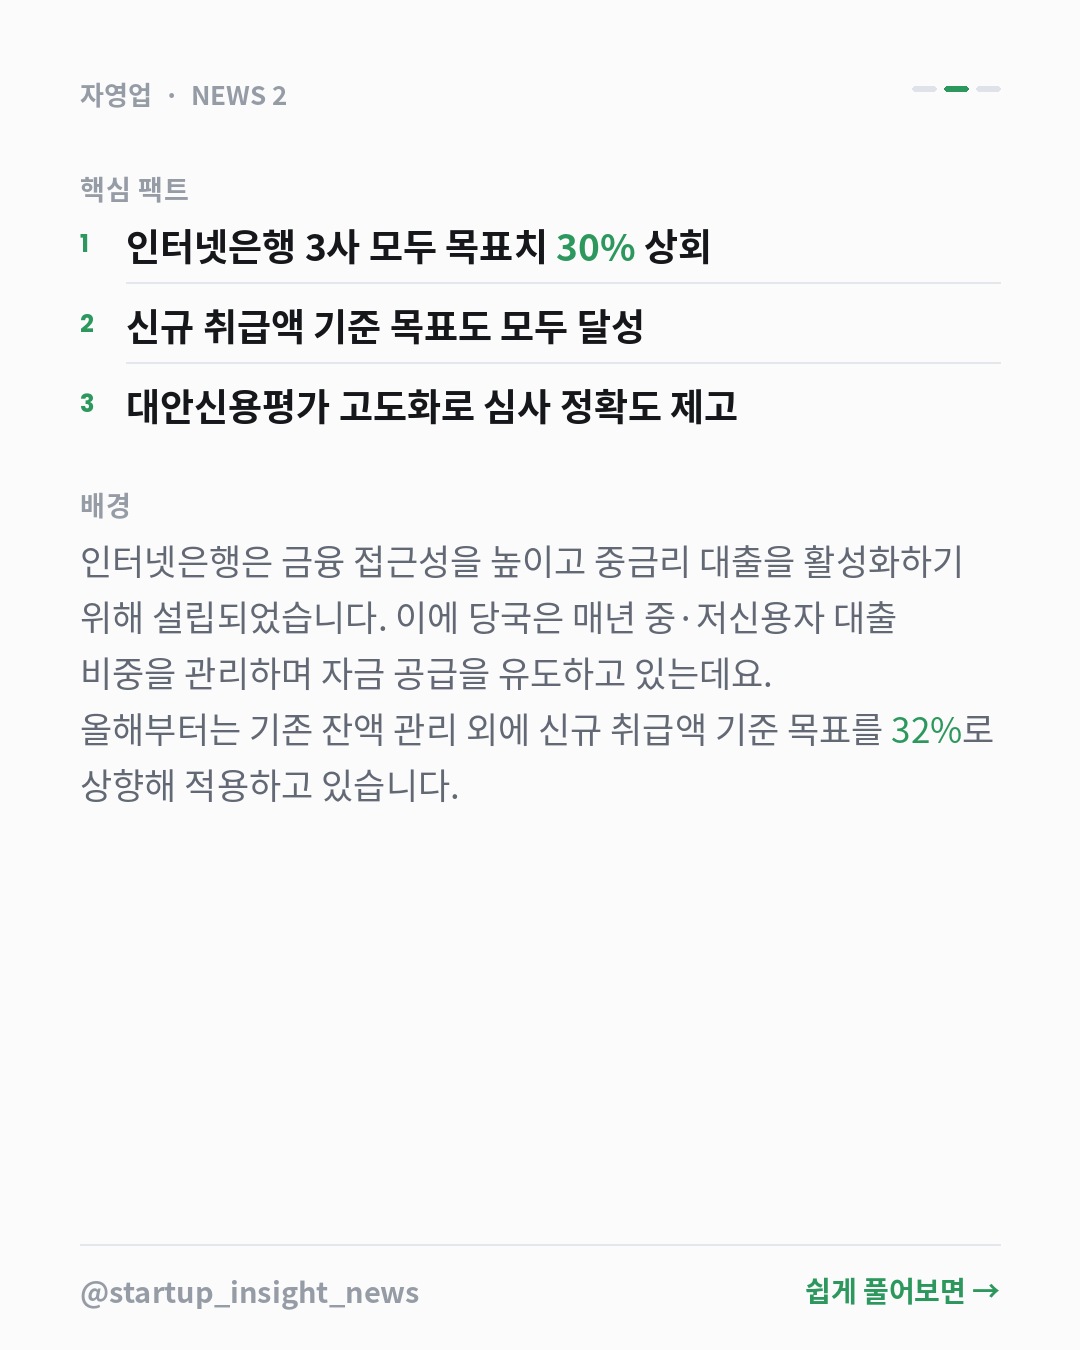 자영업 · NEWS 2
핵심 팩트
1 인터넷은행 3사 모두 목표치 30% 상회
2 신규 취급액 기준 목표도 모두 달성
3 대안신용평가 고도화로 심사 정확도 제고
배경
인터넷은행은 금융 접근성을 높이고 중금리 대출을 활성화하기
위해 설립되었습니다. 이에 당국은 매년 중·저신용자 대출
비중을 관리하며 자금 공급을 유도하고 있는데요.
올해부터는 기존 잔액 관리 외에 신규 취급액 기준 목표를 32%로
상향해 적용하고 있습니다.
@startup_insight_news
쉽게 풀어보면 →